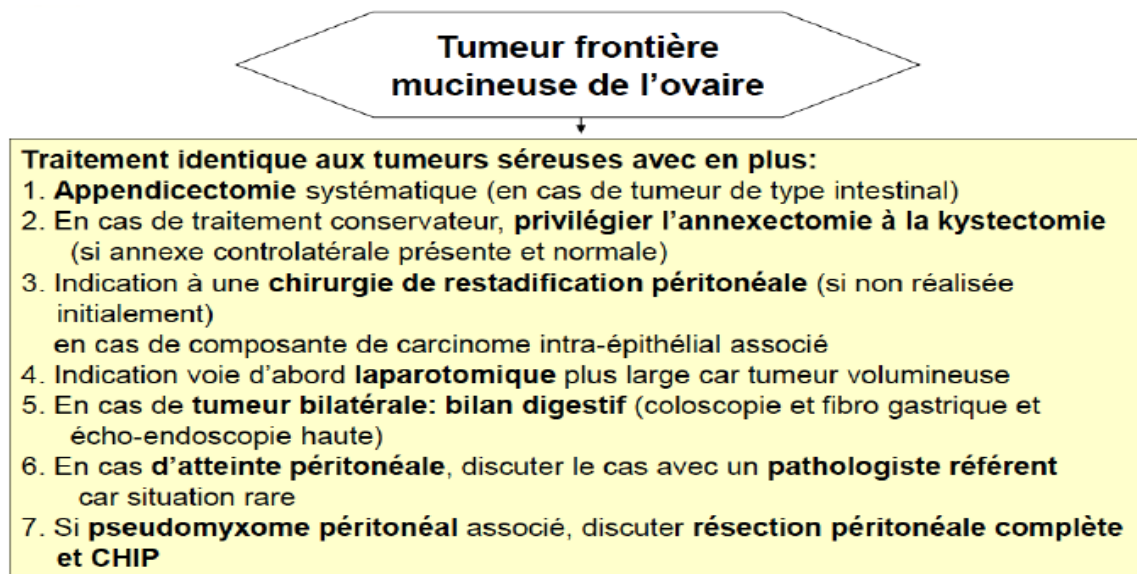 Tumeur frontière
mucineuse de l'ovaire
Traitement identique aux tumeurs séreuses avec en plus:
1. Appendicectomie systématique (en cas de tumeur de type intestinal)
2. En cas de traitement conservateur, privilégier l'annexectomie à la kystectomie
(si annexe controlatérale présente et normale)
3. Indication à une chirurgie de restadification péritonéale (si non réalisée
initialement)
en cas de composante de carcinome intra-épithélial associé
4. Indication voie d'abord laparotomique plus large car tumeur volumineuse
5. En cas de tumeur bilatérale: bilan digestif (coloscopie et fibro gastrique et
écho-endoscopie haute)
6. En cas d'atteinte péritonéale, discuter le cas avec un pathologiste référent
car situation rare
7. Si pseudomyxome péritonéal associé, discuter résection péritonéale complète
et CHIP